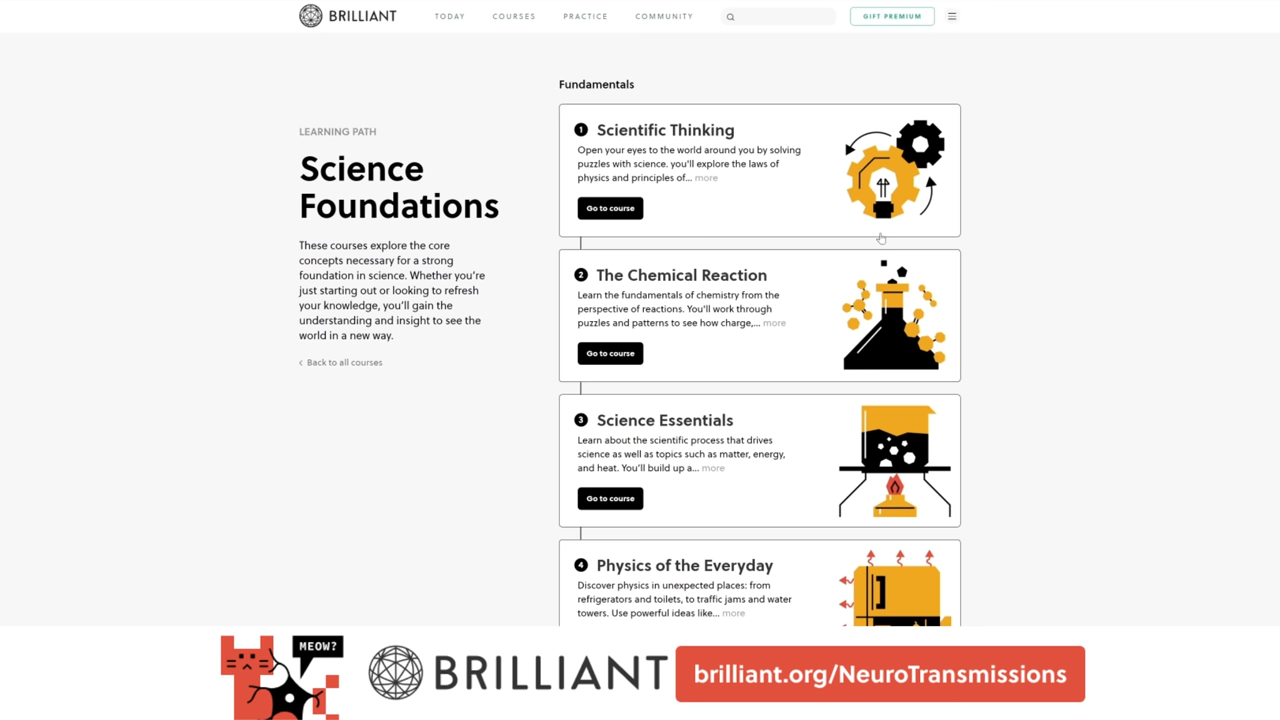 BRILLIANT
TODAY
COURSES
PRACTICE
COMMUNITY
GIFT PREMIUM
LEARNING PATH
Science
Foundations
These courses explore the core
concepts necessary for a strong
foundation in science. Whether you're
just starting out or looking to refresh
your knowledge, you'll gain the
understanding and insight to see the
world in a new way.
‹ Back to all courses
Fundamentals
1 Scientific Thinking
Open your eyes to the world around you by solving
puzzles with science. you'll explore the laws of
physics and principles of... more
Go to course
2 The Chemical Reaction
Learn the fundamentals of chemistry from the
perspective of reactions. You'll work through
puzzles and patterns to see how charge,... more
Go to course
3 Science Essentials
Learn about the scientific process that drives
science as well as topics such as matter, energy,
and heat. You'll build up a... more
Go to course
4 Physics of the Everyday
Discover physics in unexpected places: from
refrigerators and toilets, to traffic jams and water
towers. Use powerful ideas like... more
MEOW?
BRILLIANT
brilliant.org/NeuroTransmissions